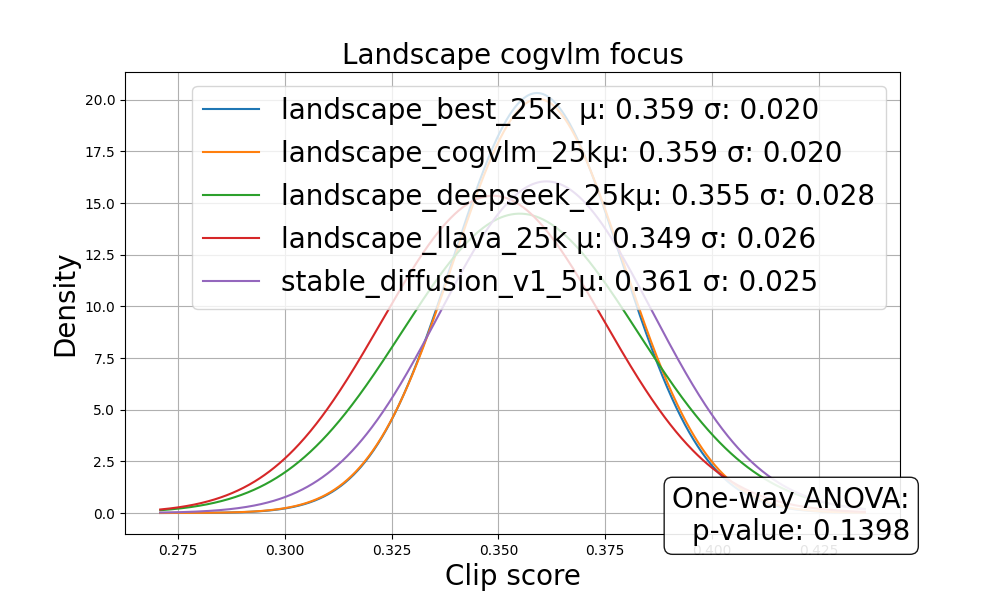 Landscape cogvlm focus
landscape_best_25k  μ: 0.359 σ: 0.020
landscape_cogvlm_25kμ: 0.359 σ: 0.020
landscape_deepseek_25kμ: 0.355 σ: 0.028
landscape_llava_25k μ: 0.349 σ: 0.026
stable_diffusion_v1_5μ: 0.361 σ: 0.025
Density
20.0
17.5
15.0
12.5
10.0
7.5
5.0
2.5
0.0
One-way ANOVA:
p-value: 0.1398
0.275 0.300 0.325 0.350 0.375 0.400 0.425
Clip score